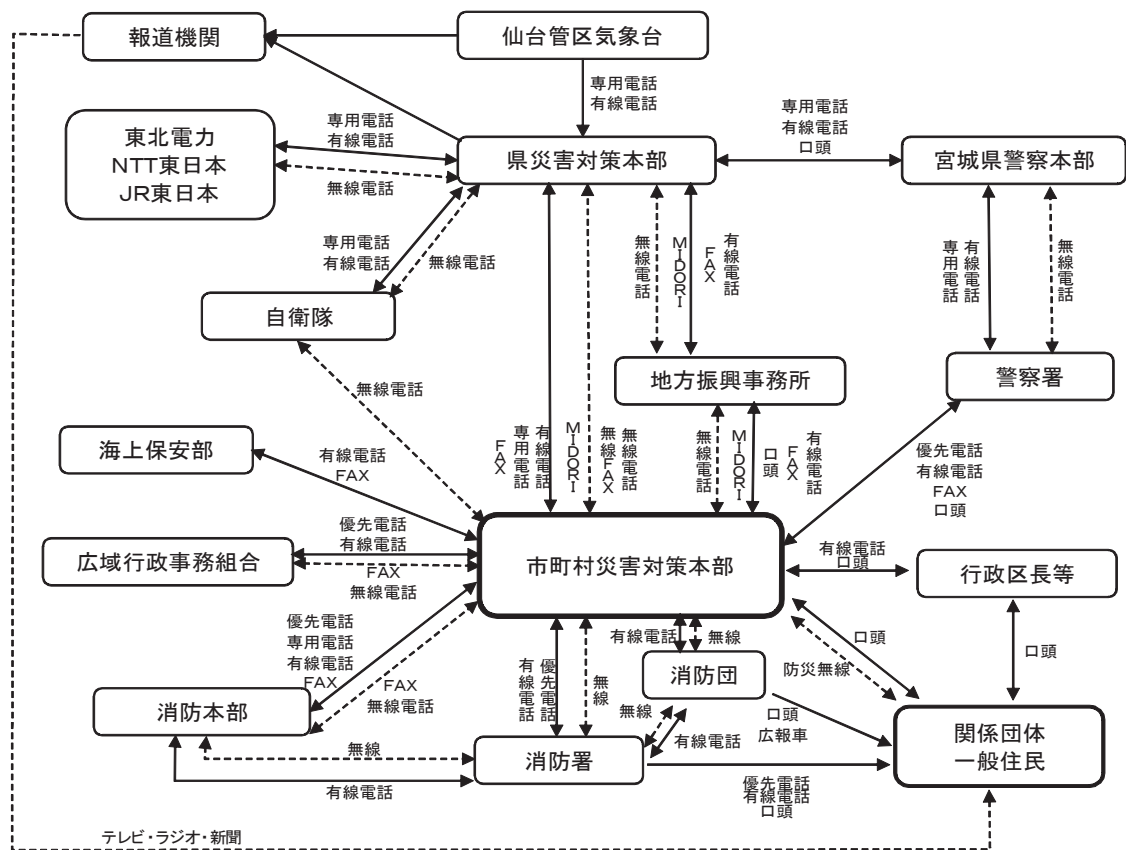 報道機関
仙台管区気象台
専用電話
有線電話
東北電力
NTT東日本
JR東日本
専用電話
有線電話
無線電話
県災害対策本部
専用電話
有線電話
口頭
宮城県警察本部
専用電話
有線電話
無線電話
自衛隊
無線電話
MIDORI
FAX
有線電話
専用電話
有線電話
無線電話
地方振興事務所
警察署
無線電話
海上保安部
有線電話
FAX
FAX
専用電話
有線電話
MIDORI
無線FAX
無線電話
無線電話
MIDORI
口頭
FAX
有線電話
優先電話
有線電話
FAX
口頭
広域行政事務組合
優先電話
有線電話
FAX
無線電話
市町村災害対策本部
有線電話
口頭
行政区長等
優先電話
専用電話
有線電話
FAX
FAX
無線電話
有線電話
優先電話
無線
有線電話
無線
消防団
口頭
防災無線
口頭
消防本部
無線
有線電話
消防署
無線
有線電話
口頭
広報車
関係団体
一般住民
優先電話
有線電話
口頭
テレビ・ラジオ・新聞